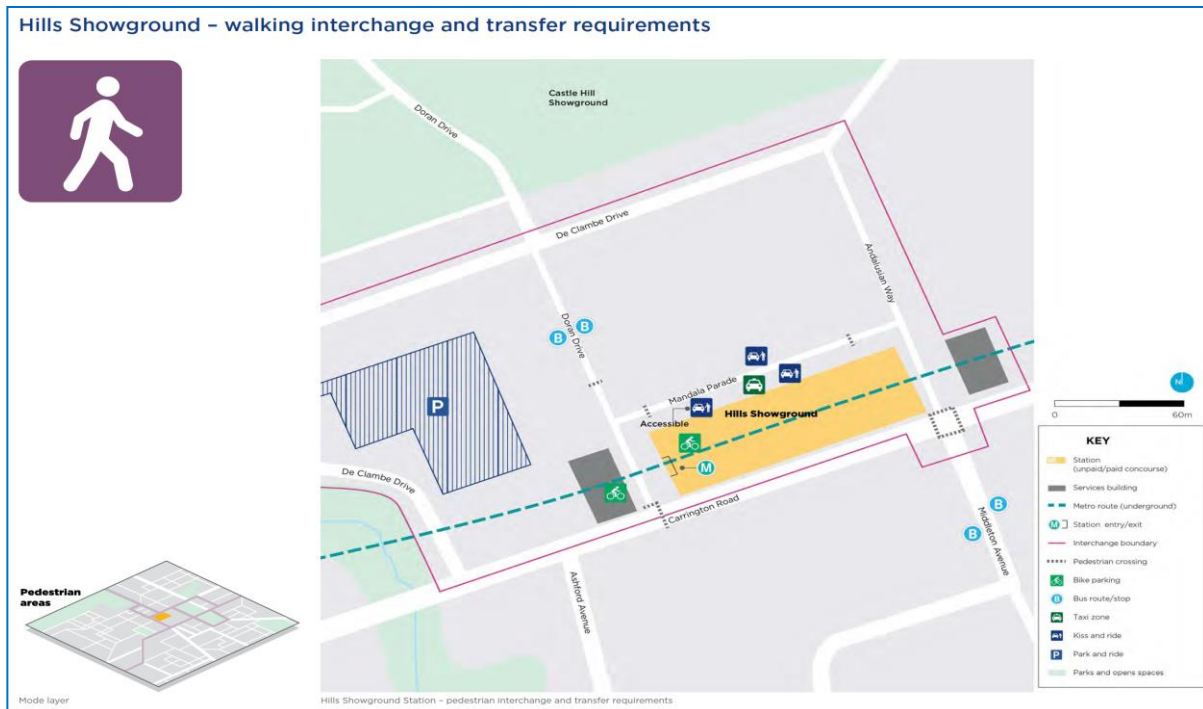 Hills Showground – walking interchange and transfer requirements
Castle Hill
Showground
Doran Drive
De Clambe Drive
Andalusian Way
Doran Drive
B
B
Mandala Parade
P
Accessible
Hills Showground
M
De Clambe Drive
Carrington Road
Ashford Avenue
Middleton Avenue
B
B
N
0
60m
KEY
Station
(unpaid/paid concourse)
Services building
Metro route (underground)
M
Station entry/exit
Interchange boundary
Pedestrian crossing
Bike parking
B
Bus route/stop
Taxi zone
Kiss and ride
P
Park and ride
Parks and opens spaces
Pedestrian
areas
Mode layer
Hills Showground Station – pedestrian interchange and transfer requirements